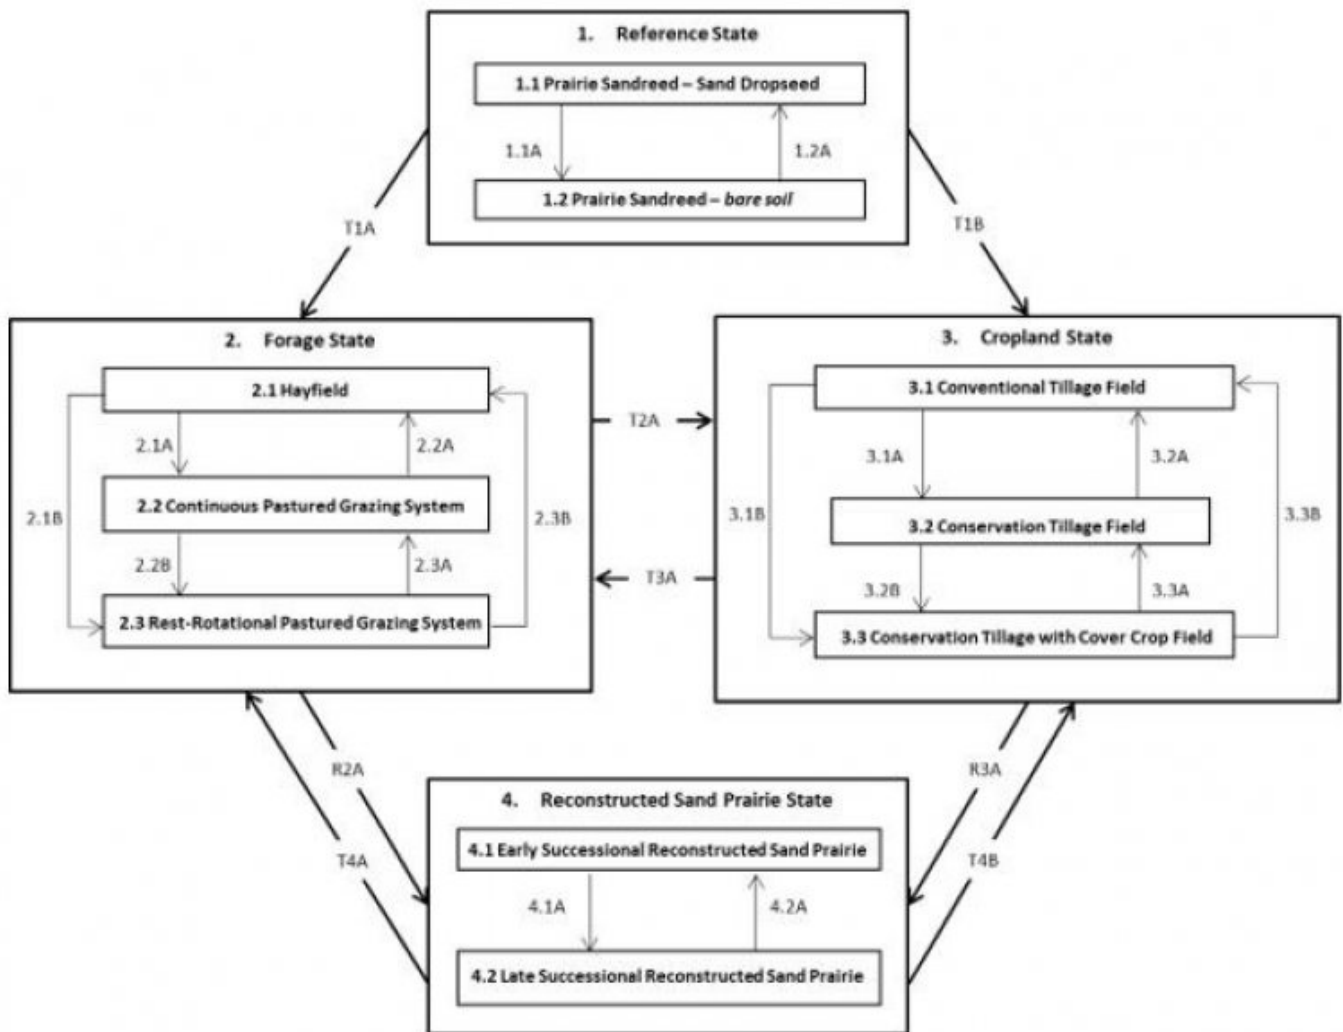 1. Reference State
1.1 Prairie Sandreed – Sand Dropseed
1.1A
1.2A
1.2 Prairie Sandreed – bare soil
T1A
T1B
2. Forage State
2.1 Hayfield
2.1A
2.2A
2.1B
2.2 Continuous Pastured Grazing System
2.3B
2.2B
2.3A
2.3 Rest-Rotational Pastured Grazing System
T2A
T3A
3. Cropland State
3.1 Conventional Tillage Field
3.1A
3.2A
3.1B
3.2 Conservation Tillage Field
3.3B
3.2B
3.3A
3.3 Conservation Tillage with Cover Crop Field
R2A
T4A
R3A
T4B
4. Reconstructed Sand Prairie State
4.1 Early Successional Reconstructed Sand Prairie
4.1A
4.2A
4.2 Late Successional Reconstructed Sand Prairie